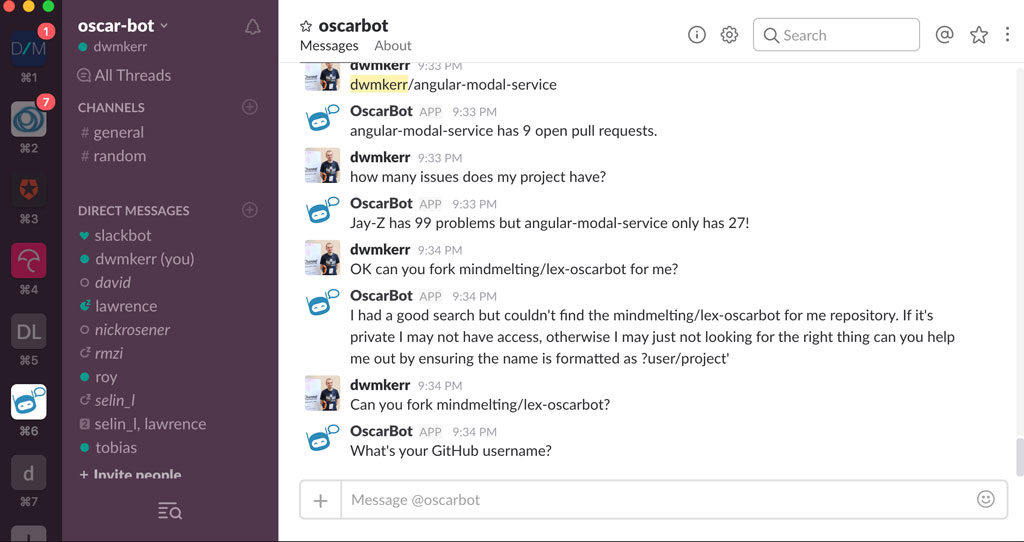 1
D/M
⌘1
7
⌘2
⌘3
⌘4
DL
⌘5
⌘6
d
⌘7
oscar-bot
dwmkerr
All Threads
CHANNELS
# general
# random
DIRECT MESSAGES
slackbot
dwmkerr (you)
david
lawrence
nickrosener
rmzi
roy
selin_l
2 selin_l, lawrence
tobias
+ Invite people
oscarbot
Messages About
Search
dwmkerr 9:33 PM
dwmkerr/angular-modal-service
OscarBot APP 9:33 PM
angular-modal-service has 9 open pull requests.
dwmkerr 9:33 PM
how many issues does my project have?
OscarBot APP 9:33 PM
Jay-Z has 99 problems but angular-modal-service only has 27!
dwmkerr 9:34 PM
OK can you fork mindmelting/lex-oscarbot for me?
OscarBot APP 9:34 PM
I had a good search but couldn't find the mindmelting/lex-oscarbot for me repository. If it's
private I may not have access, otherwise I may just not looking for the right thing can you help
me out by ensuring the name is formatted as ?user/project'
dwmkerr 9:34 PM
Can you fork mindmelting/lex-oscarbot?
OscarBot APP 9:34 PM
What's your GitHub username?
Message @oscarbot